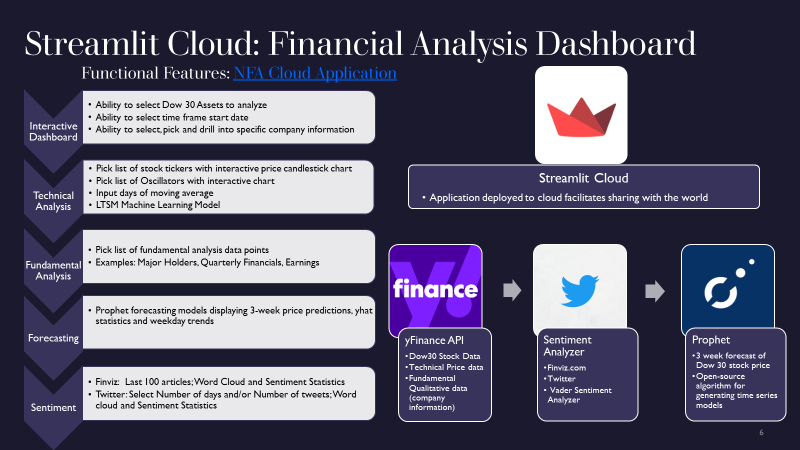 Streamlit Cloud: Financial Analysis Dashboard
Functional Features: NFA Cloud Application
Interactive
Dashboard
• Ability to select Dow 30 Assets to analyze
• Ability to select time frame start date
• Ability to select, pick and drill into specific company information
Technical
Analysis
• Pick list of stock tickers with interactive price candlestick chart
• Pick list of Oscillators with interactive chart
• Input days of moving average
• LTSM Machine Learning Model
Fundamental
Analysis
• Pick list of fundamental analysis data points
• Examples: Major Holders, Quarterly Financials, Earnings
Forecasting
• Prophet forecasting models displaying 3-week price predictions, yhat
statistics and weekday trends
Sentiment
• Finviz: Last 100 articles; Word Cloud and Sentiment Statistics
• Twitter: Select Number of days and/or Number of tweets; Word
cloud and Sentiment Statistics
Streamlit Cloud
• Application deployed to cloud facilitates sharing with the world
y!
finance
yFinance API
• Dow30 Stock Data
• Technical Price data
• Fundamental
Qualitative data
(company
information)
Sentiment
Analyzer
• Finviz.com
• Twitter
• Vader Sentiment
Analyzer
Prophet
• 3 week forecast of
Dow 30 stock price
• Open-source
algorithm for
generating time series
models
6